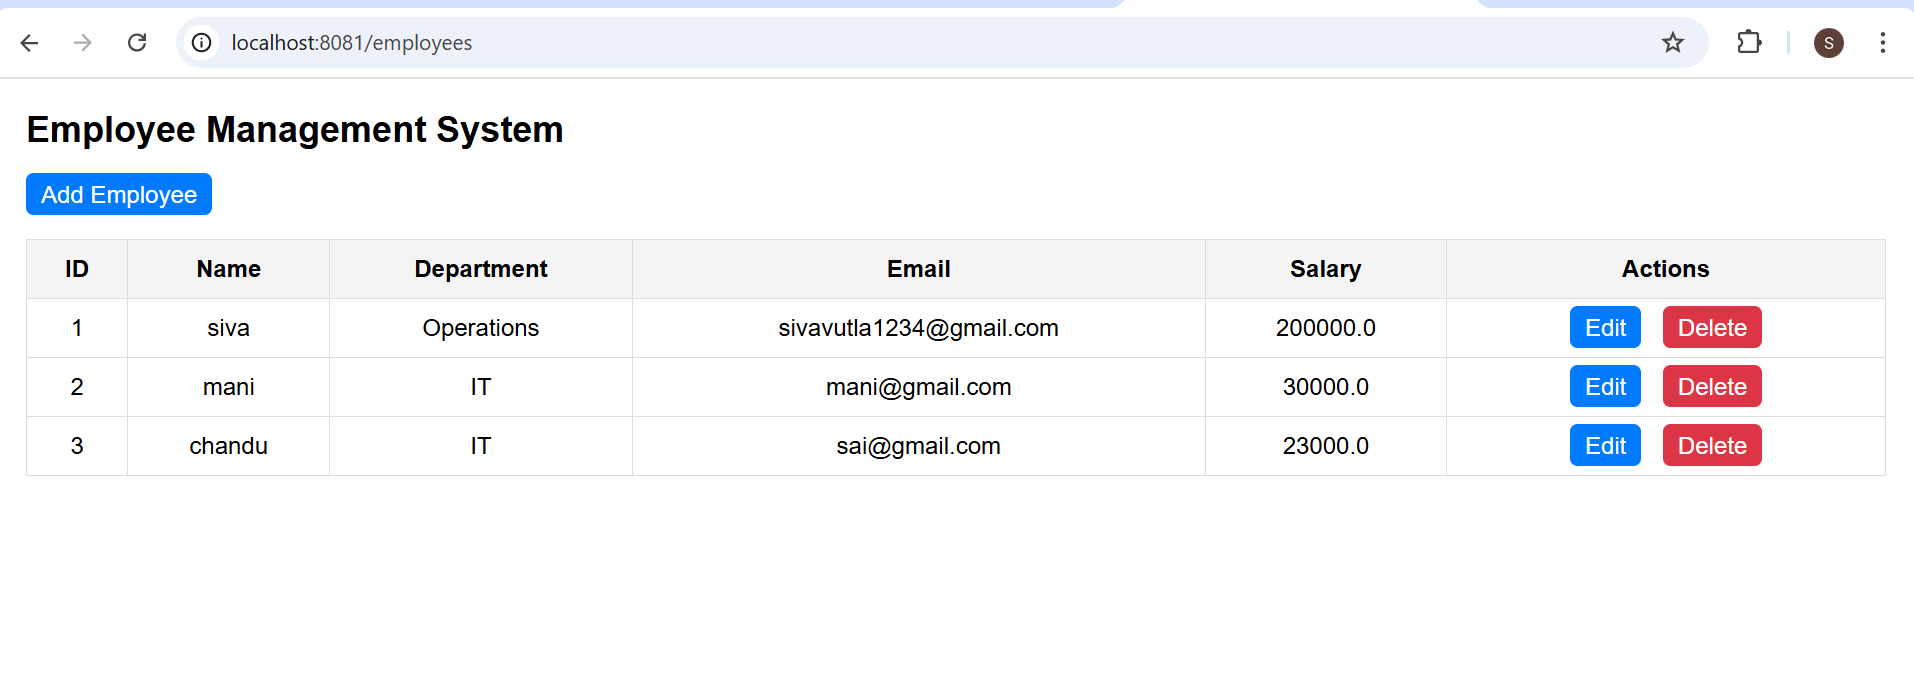 localhost:8081/employees
S
Employee Management System
Add Employee
ID Name Department Email Salary Actions
1 siva Operations sivavutla1234@gmail.com 200000.0 Edit Delete
2 mani IT mani@gmail.com 30000.0 Edit Delete
3 chandu IT sai@gmail.com 23000.0 Edit Delete